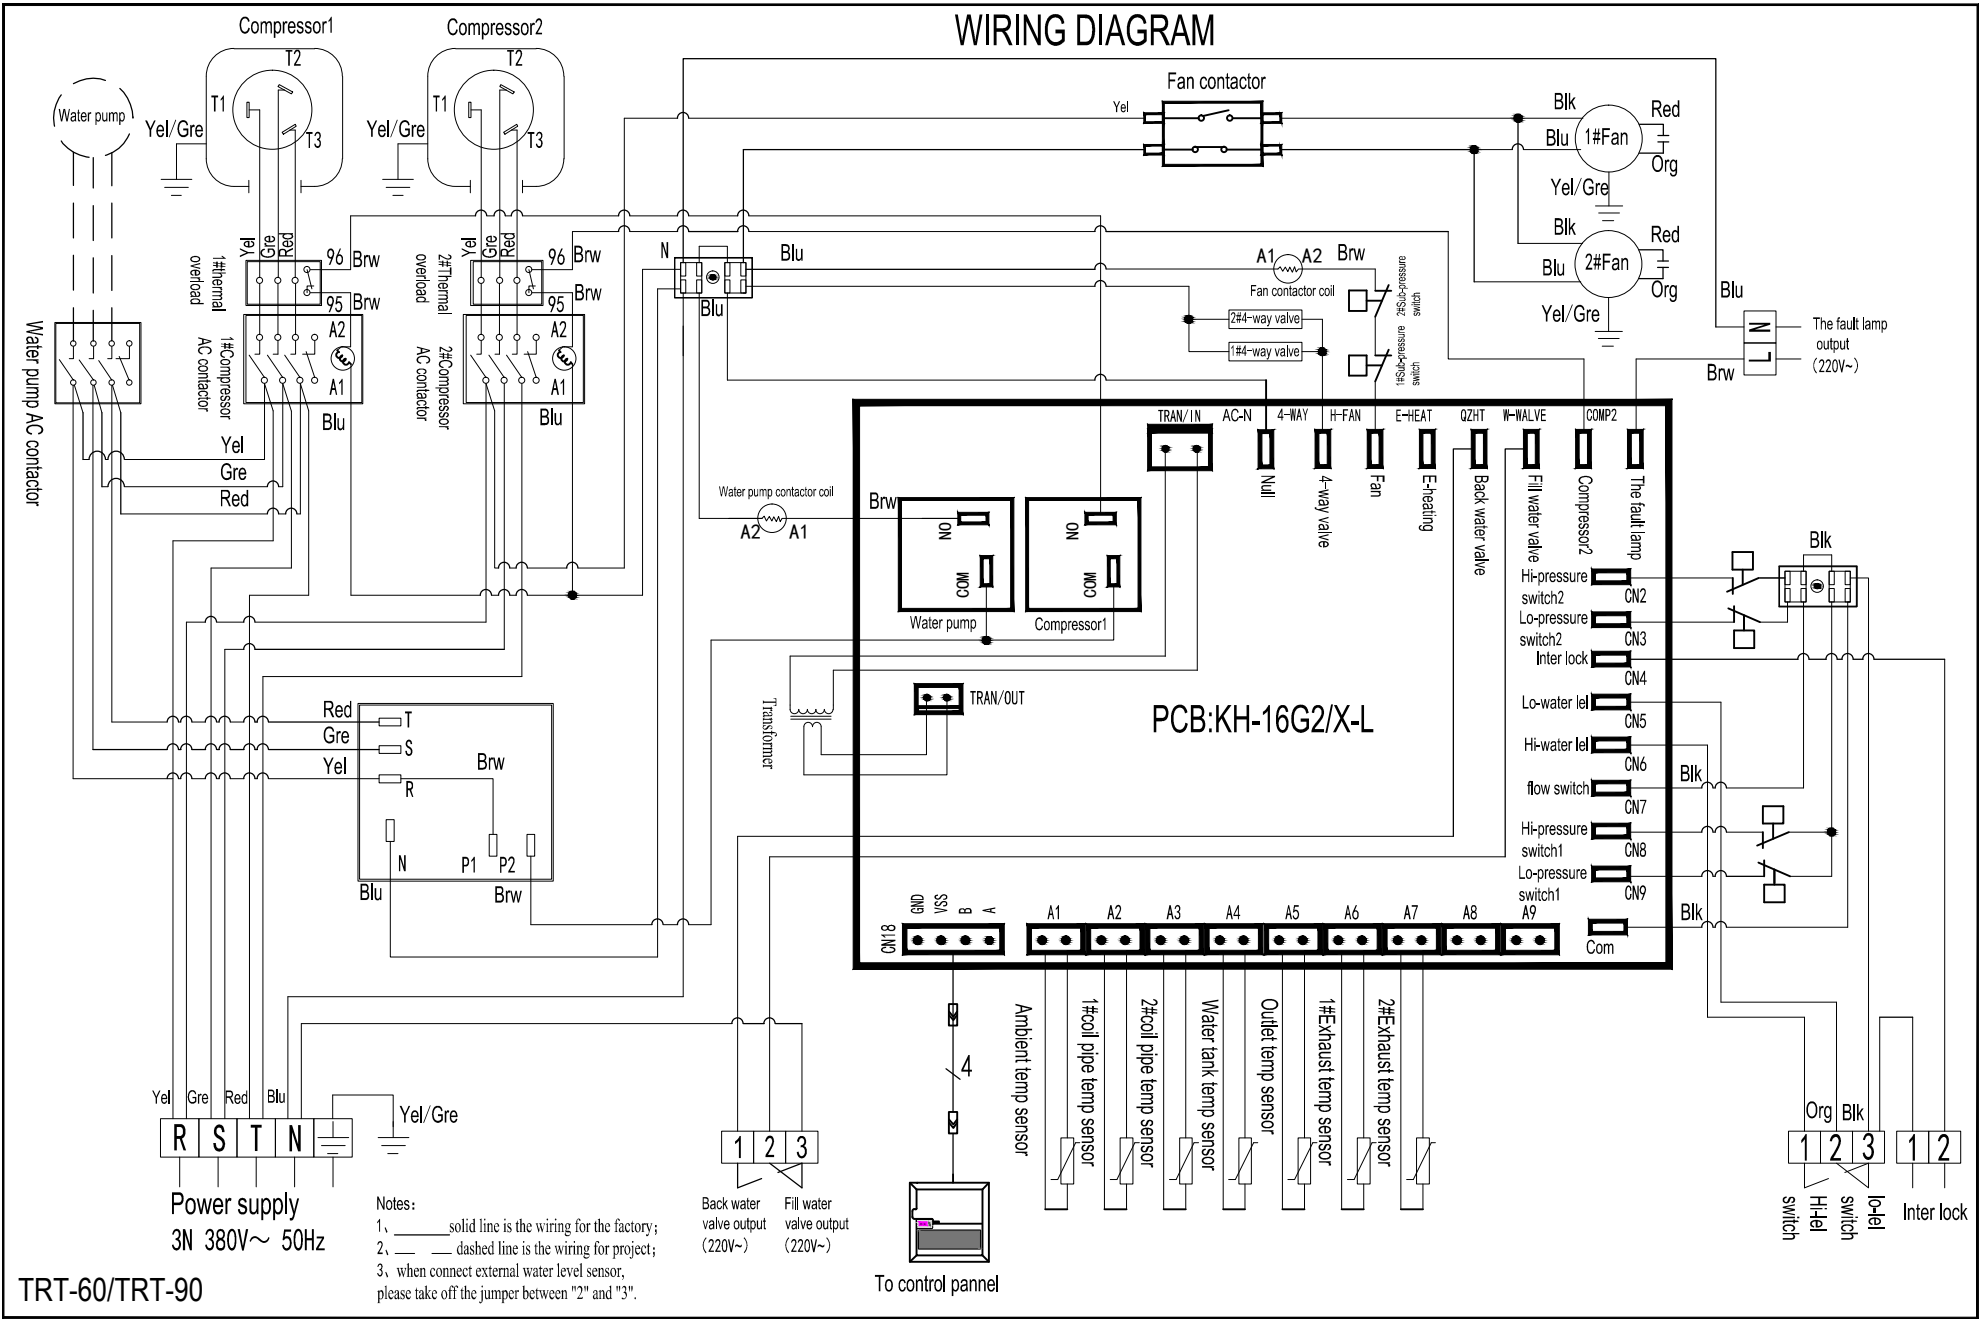 WIRING DIAGRAM
Compressor1
Compressor2
T2
T1
T3
T2
T1
T3
Water pump
Yel/Gre
Yel/Gre
Fan contactor
Yel
Blk
Red
Blu
1#Fan
Org
Yel/Gre
Blk
Red
Blu
2#Fan
Org
Yel/Gre
Yel
Gre
Red
96
Brw
95
Brw
1#thermal
overload
Yel
Gre
Red
96
Brw
95
Brw
2#Thermal
overload
N
Blu
Blu
A1
A2
Brw
Fan contactor coil
2#Sub-pressure
switch
1#Sub-pressure
switch
2#4-way valve
1#4-way valve
Blu
N
L
Brw
The fault lamp
output
(220V~)
Water pump AC contactor
1#Compressor
AC contactor
A2
A1
Blu
2#Compressor
AC contactor
A2
A1
Blu
Yel
Gre
Red
TRAN/IN
AC-N
4-WAY
H-FAN
E-HEAT
QZHT
W-WALVE
COMP2
Null
4-way valve
Fan
E-heating
Back water valve
Fill water valve
Compressor2
The fault lamp
Water pump contactor coil
A2
A1
Brw
NO
COM
Water pump
NO
COM
Compressor1
Hi-pressure
switch2
CN2
Lo-pressure
switch2
CN3
Inter lock
CN4
Lo-water lel
CN5
Hi-water lel
CN6
flow switch
CN7
Hi-pressure
switch1
CN8
Lo-pressure
switch1
CN9
Com
Blk
Blk
Blk
Transformer
TRAN/OUT
PCB:KH-16G2/X-L
Red
T
Gre
S
Yel
R
Brw
N
P1
P2
Blu
Brw
CN18
GND
VSS
B
A
A1
A2
A3
A4
A5
A6
A7
A8
A9
Ambient temp sensor
1#coil pipe temp sensor
2#coil pipe temp sensor
Water tank temp sensor
Outlet temp sensor
1#Exhaust temp sensor
2#Exhaust temp sensor
4
To control pannel
Yel
Gre
Red
Blu
Yel/Gre
R
S
T
N
Power supply
3N 380V～ 50Hz
1
2
3
Back water
valve output
(220V~)
Fill water
valve output
(220V~)
Org
Blk
1
2
3
1
2
Hi-lel
switch
lo-lel
switch
Inter lock
Notes:
1、 solid line is the wiring for the factory;
2、 dashed line is the wiring for project;
3、when connect external water level sensor,
please take off the jumper between "2" and "3".
TRT-60/TRT-90